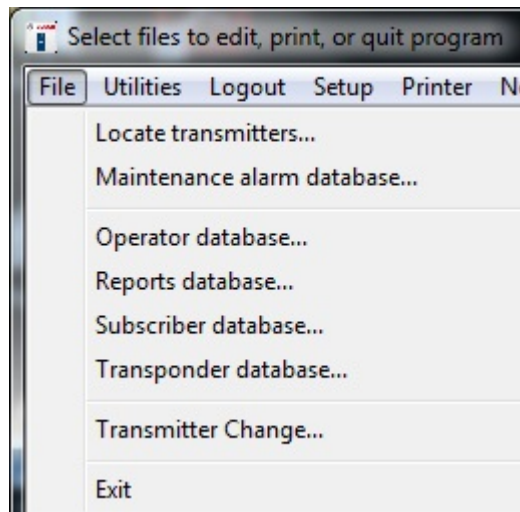 Select files to edit, print, or quit program
File Utilities Logout Setup Printer
Locate transmitters...
Maintenance alarm database...
Operator database...
Reports database...
Subscriber database...
Transponder database...
Transmitter Change...
Exit